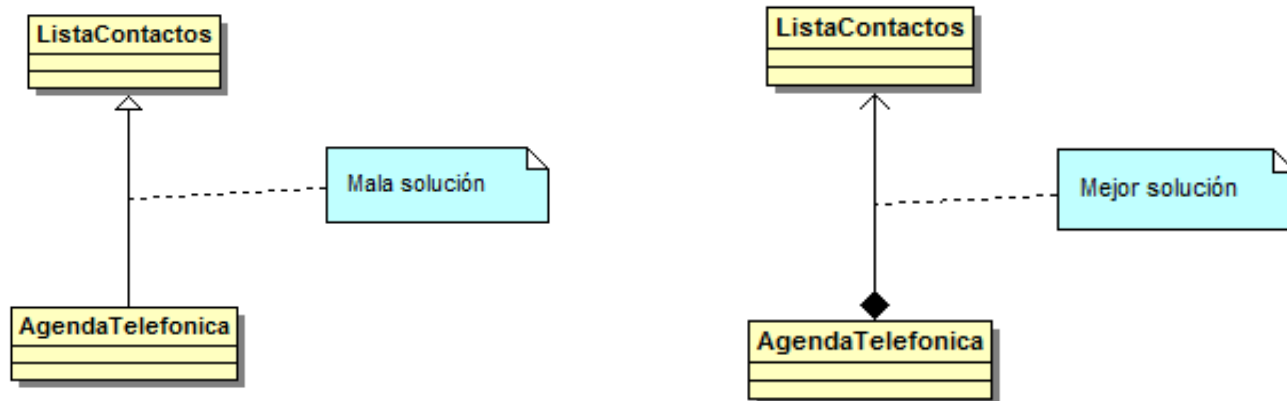 ListaContactos
Mala solución
AgendaTelefonica
ListaContactos
Mejor solución
AgendaTelefonica